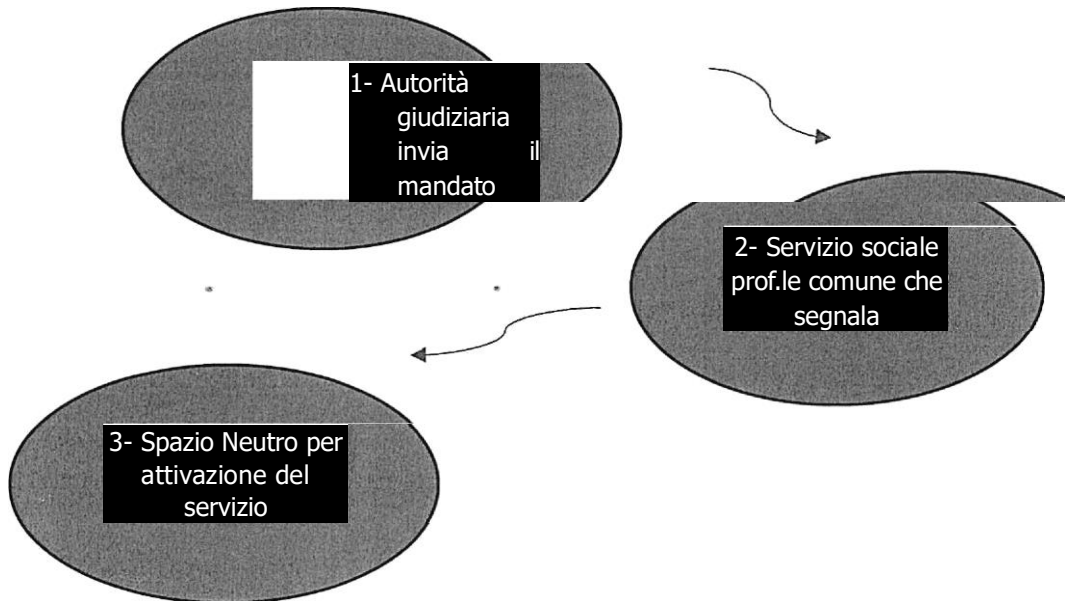 1- Autorità
giudiziaria
invia il
mandato
2- Servizio sociale
prof.le comune che
segnala
3- Spazio Neutro per
attivazione del
servizio